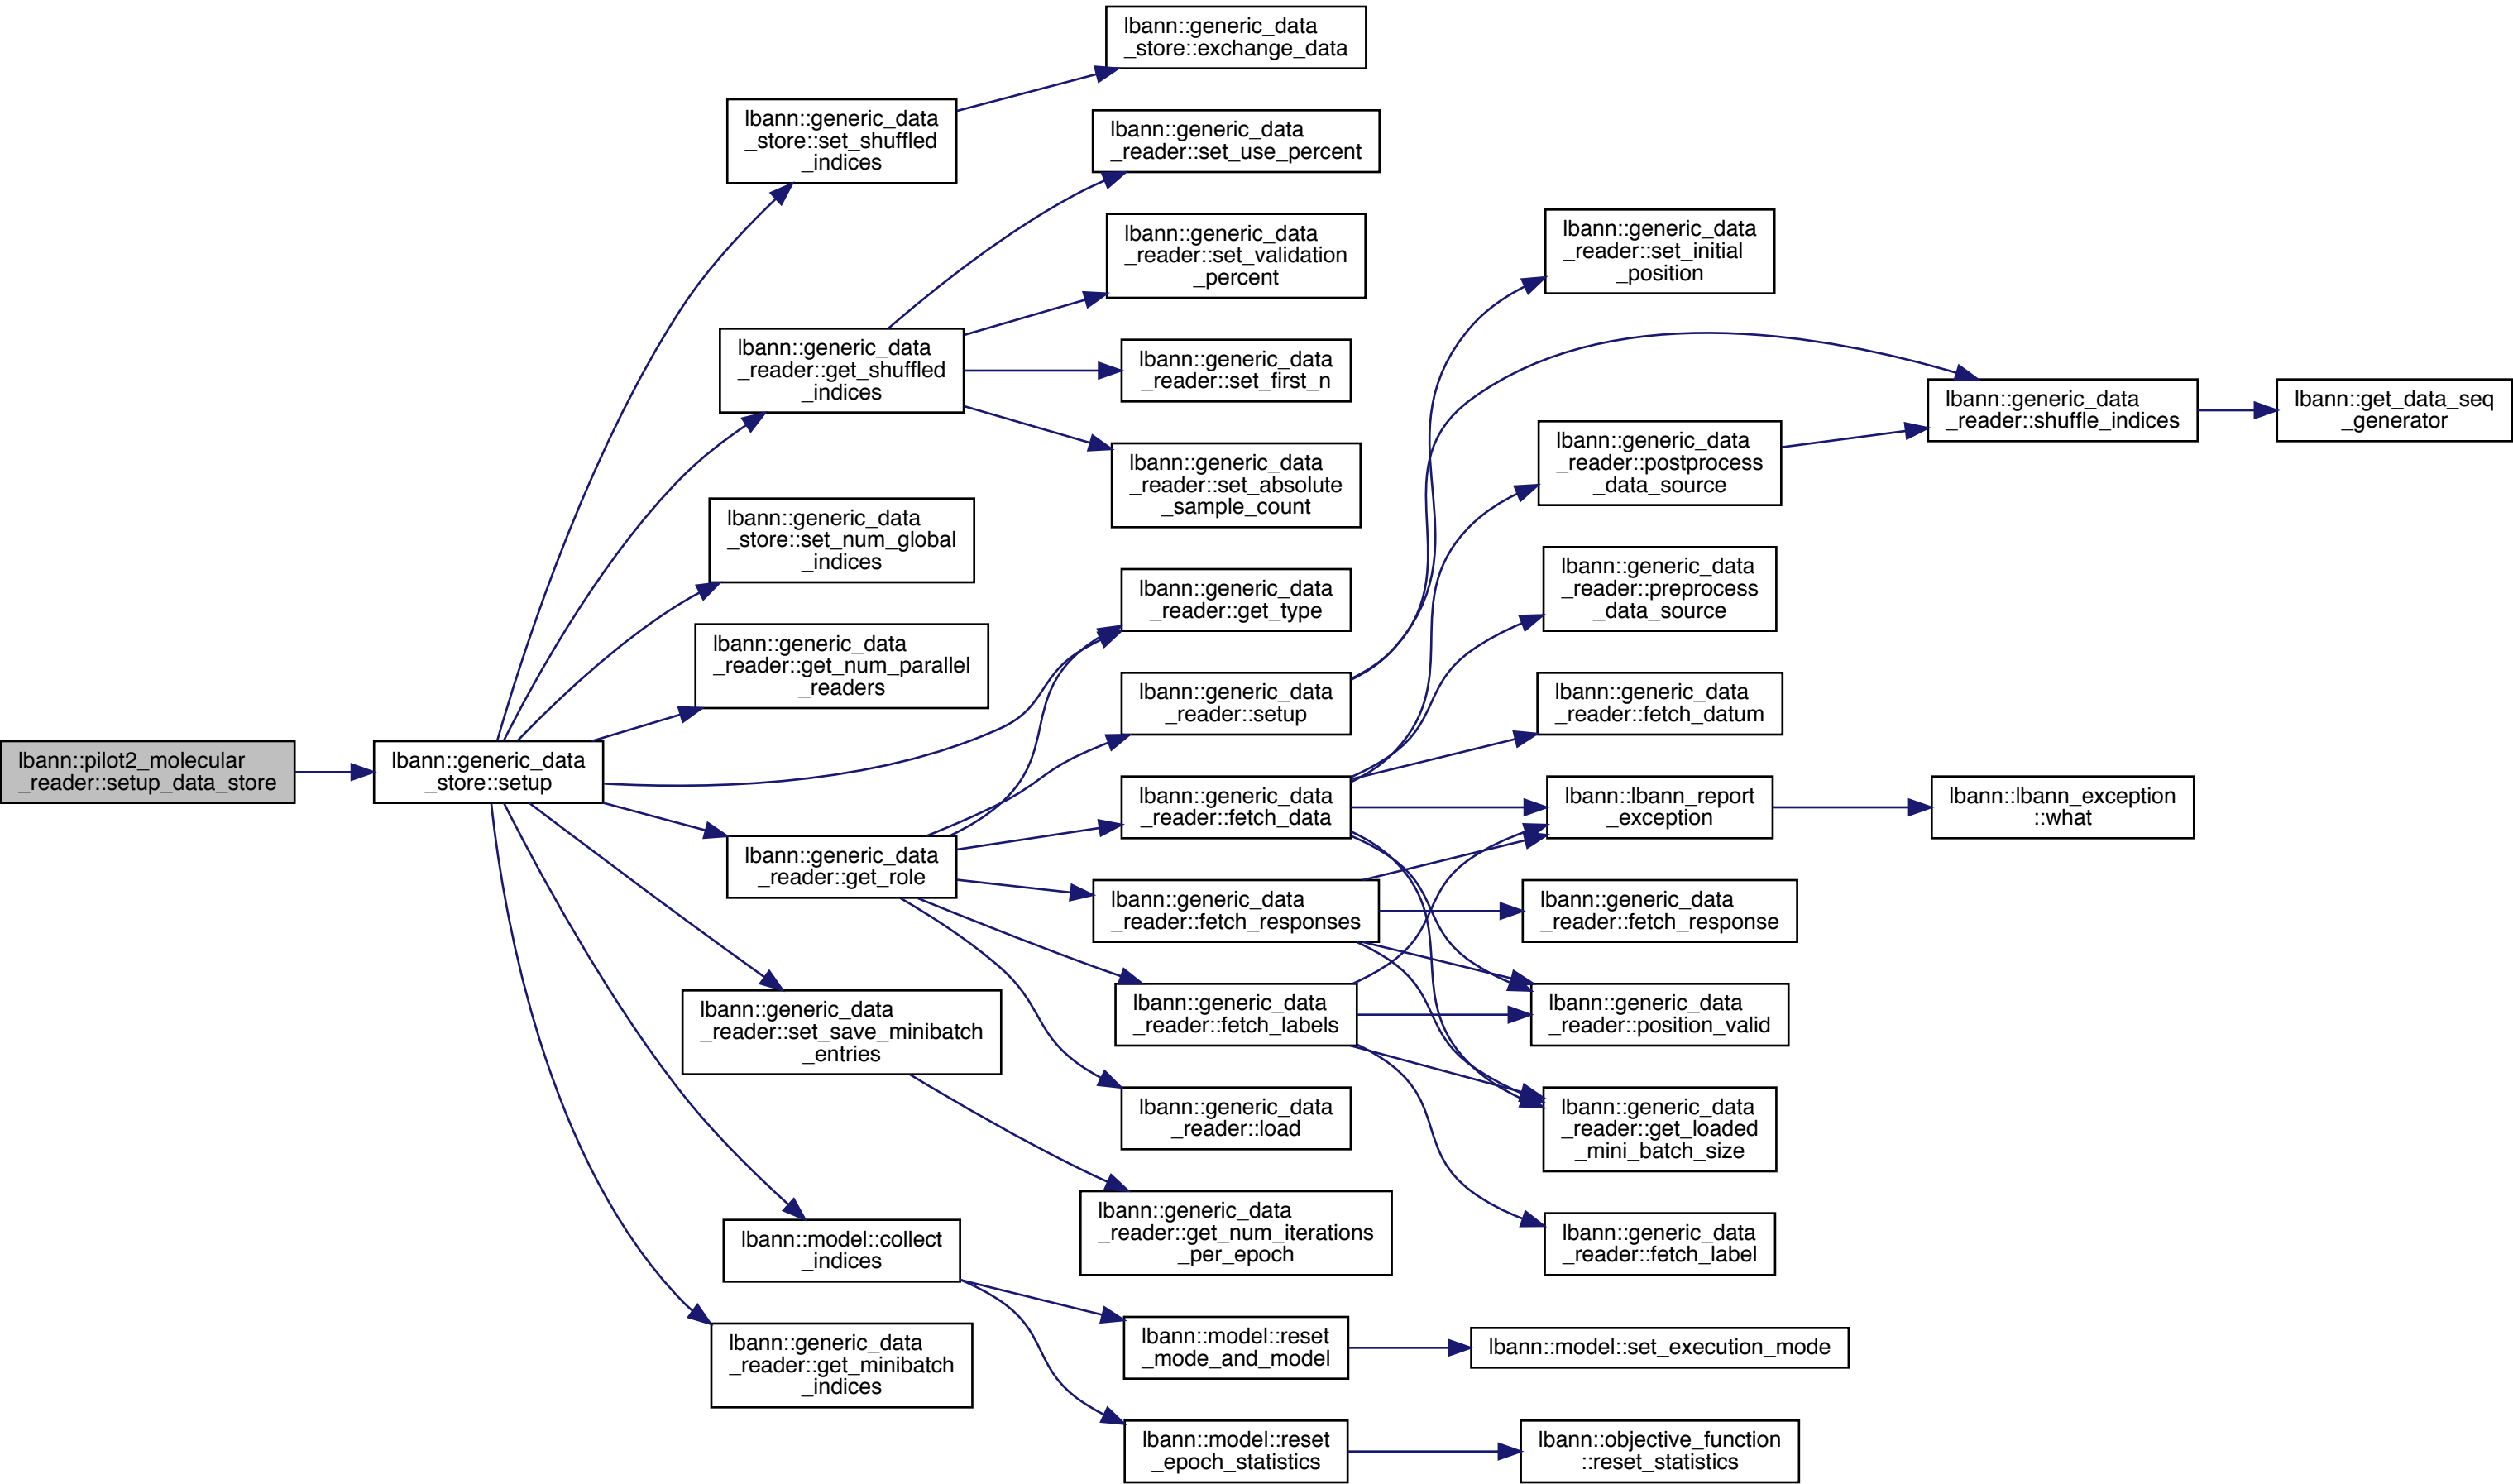 lbann::generic_data
_store::exchange_data
lbann::generic_data
_store::set_shuffled
_indices
lbann::generic_data
_reader::set_use_percent
lbann::generic_data
_reader::set_validation
_percent
lbann::generic_data
_reader::set_initial
_position
lbann::generic_data
_reader::get_shuffled
_indices
lbann::generic_data
_reader::set_first_n
lbann::generic_data
_reader::shuffle_indices
lbann::get_data_seq
_generator
lbann::generic_data
_reader::postprocess
_data_source
lbann::generic_data
_reader::set_absolute
_sample_count
lbann::generic_data
_store::set_num_global
_indices
lbann::generic_data
_reader::get_type
lbann::generic_data
_reader::preprocess
_data_source
lbann::generic_data
_reader::get_num_parallel
_readers
lbann::generic_data
_reader::setup
lbann::generic_data
_reader::fetch_datum
lbann::pilot2_molecular
_reader::setup_data_store
lbann::generic_data
_store::setup
lbann::generic_data
_reader::fetch_data
lbann::lbann_report
_exception
lbann::lbann_exception
::what
lbann::generic_data
_reader::get_role
lbann::generic_data
_reader::fetch_responses
lbann::generic_data
_reader::fetch_response
lbann::generic_data
_reader::set_save_minibatch
_entries
lbann::generic_data
_reader::fetch_labels
lbann::generic_data
_reader::position_valid
lbann::generic_data
_reader::load
lbann::generic_data
_reader::get_loaded
_mini_batch_size
lbann::generic_data
_reader::get_num_iterations
_per_epoch
lbann::generic_data
_reader::fetch_label
lbann::model::collect
_indices
lbann::generic_data
_reader::get_minibatch
_indices
lbann::model::reset
_mode_and_model
lbann::model::set_execution_mode
lbann::model::reset
_epoch_statistics
lbann::objective_function
::reset_statistics